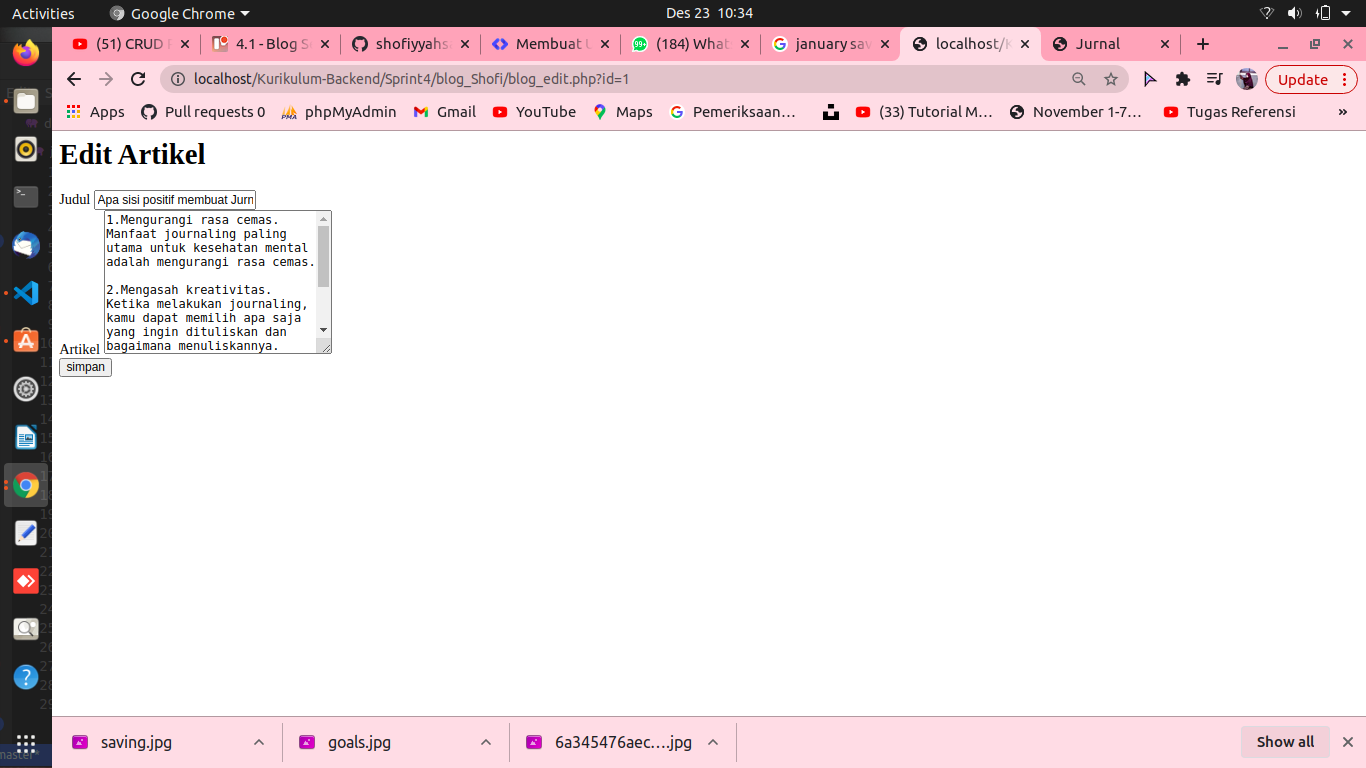 Activities Google Chrome Des 23 10:34
(51) CRUD 4.1 - Blog shofiyyahs Membuat (184) What january sav localhost/K Jurnal
localhost/Kurikulum-Backend/Sprint4/blog_Shofi/blog_edit.php?id=1 Update
Apps Pull requests 0 phpMyAdmin Gmail YouTube Maps Pemeriksaan... (33) Tutorial M... November 1-7... Tugas Referensi »
Edit Artikel
Judul Apa sisi positif membuat Jurn
1.Mengurangi rasa cemas.
Manfaat journaling paling
utama untuk kesehatan mental
adalah mengurangi rasa cemas.
2.Mengasah kreativitas.
Ketika melakukan journaling,
kamu dapat memilih apa saja
yang ingin dituliskan dan
bagaimana menuliskannya.
Artikel
simpan
saving.jpg goals.jpg 6a345476aec....jpg Show all
master*